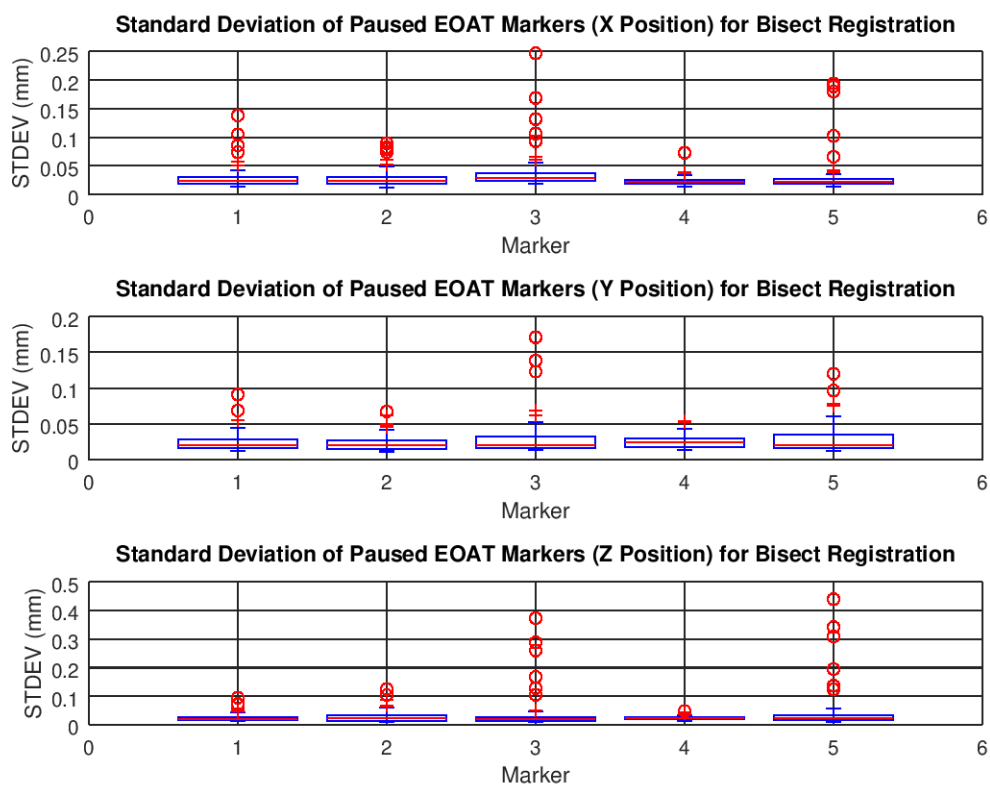 Standard Deviation of Paused EOAT Markers (X Position) for Bisect Registration
0.25
0.2
0.15
0.1
0.05
0
STDEV (mm)
0 1 2 3 4 5 6
Marker
Standard Deviation of Paused EOAT Markers (Y Position) for Bisect Registration
0.2
0.15
0.1
0.05
0
STDEV (mm)
0 1 2 3 4 5 6
Marker
Standard Deviation of Paused EOAT Markers (Z Position) for Bisect Registration
0.5
0.4
0.3
0.2
0.1
0
STDEV (mm)
0 1 2 3 4 5 6
Marker